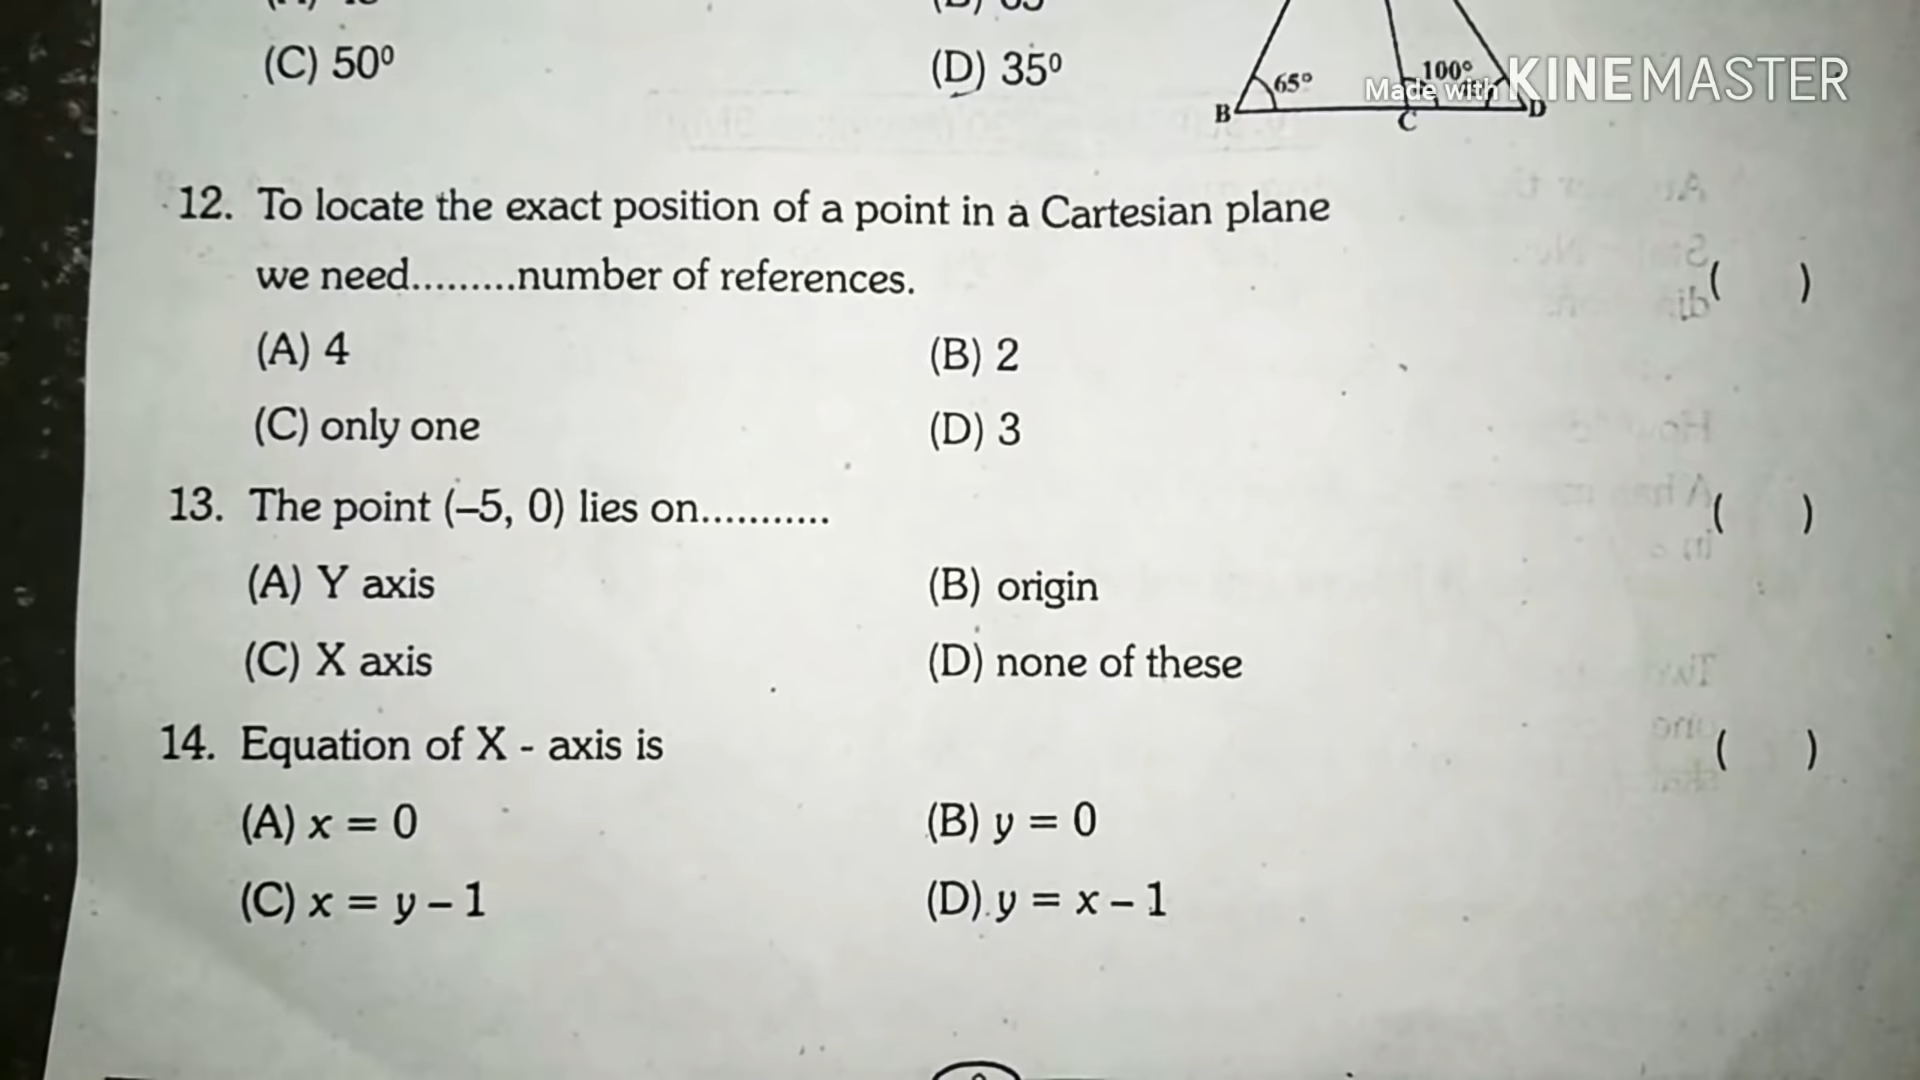 (C) 50⁰
(D) 35⁰
65°
100°
B
C
D
Made with KINEMASTER
12. To locate the exact position of a point in a Cartesian plane
we need.........number of references. ( )
(A) 4
(B) 2
(C) only one
(D) 3
13. The point (–5, 0) lies on........... ( )
(A) Y axis
(B) origin
(C) X axis
(D) none of these
14. Equation of X - axis is ( )
(A) x = 0
(B) y = 0
(C) x = y – 1
(D) y = x – 1